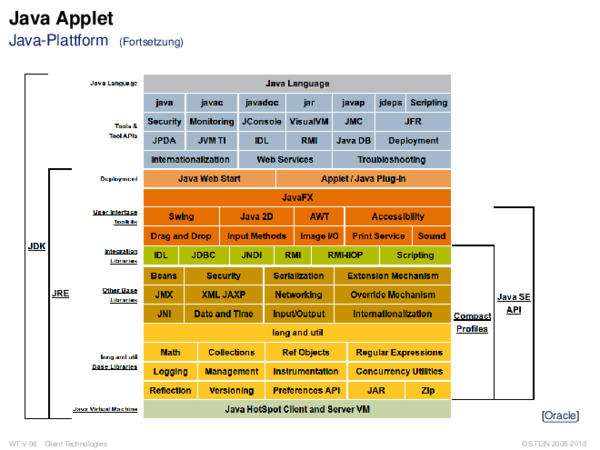 Java Applet
Java-Plattform (Fortsetzung)
Java Language Java Language
java javac javadoc jar javap jdeps Scripting
Tools & Tool APIs
Security Monitoring JConsole VisualVM JMC JFR
JPDA JVM TI IDL RMI Java DB Deployment
Internationalization Web Services Troubleshooting
Deployment Java Web Start Applet / Java Plug-in
JavaFX
User Interface Toolkits
Swing Java 2D AWT Accessibility
Drag and Drop Input Methods Image I/O Print Service Sound
Integration Libraries
IDL JDBC JNDI RMI RMI-IIOP Scripting
Beans Security Serialization Extension Mechanism
Other Base Libraries
JMX XML JAXP Networking Override Mechanism
JNI Date and Time Input/Output Internationalization
lang and util
lang and util Base Libraries
Math Collections Ref Objects Regular Expressions
Logging Management Instrumentation Concurrency Utilities
Reflection Versioning Preferences API JAR Zip
Java Virtual Machine Java HotSpot Client and Server VM
JDK
JRE
Compact Profiles
Java SE API
[Oracle]
WT:V-98 Client Technologies © STEIN 2005-2018